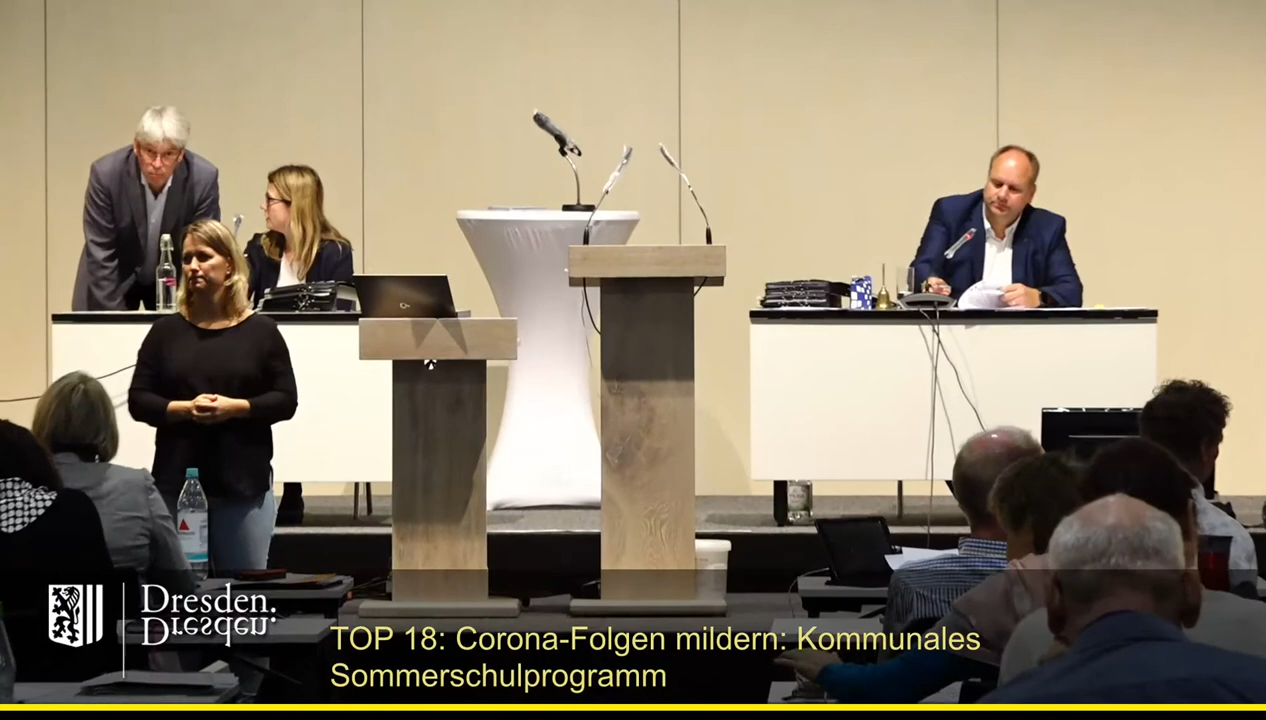 Dresden.
Dresden.
TOP 18: Corona-Folgen mildern: Kommunales
Sommerschulprogramm